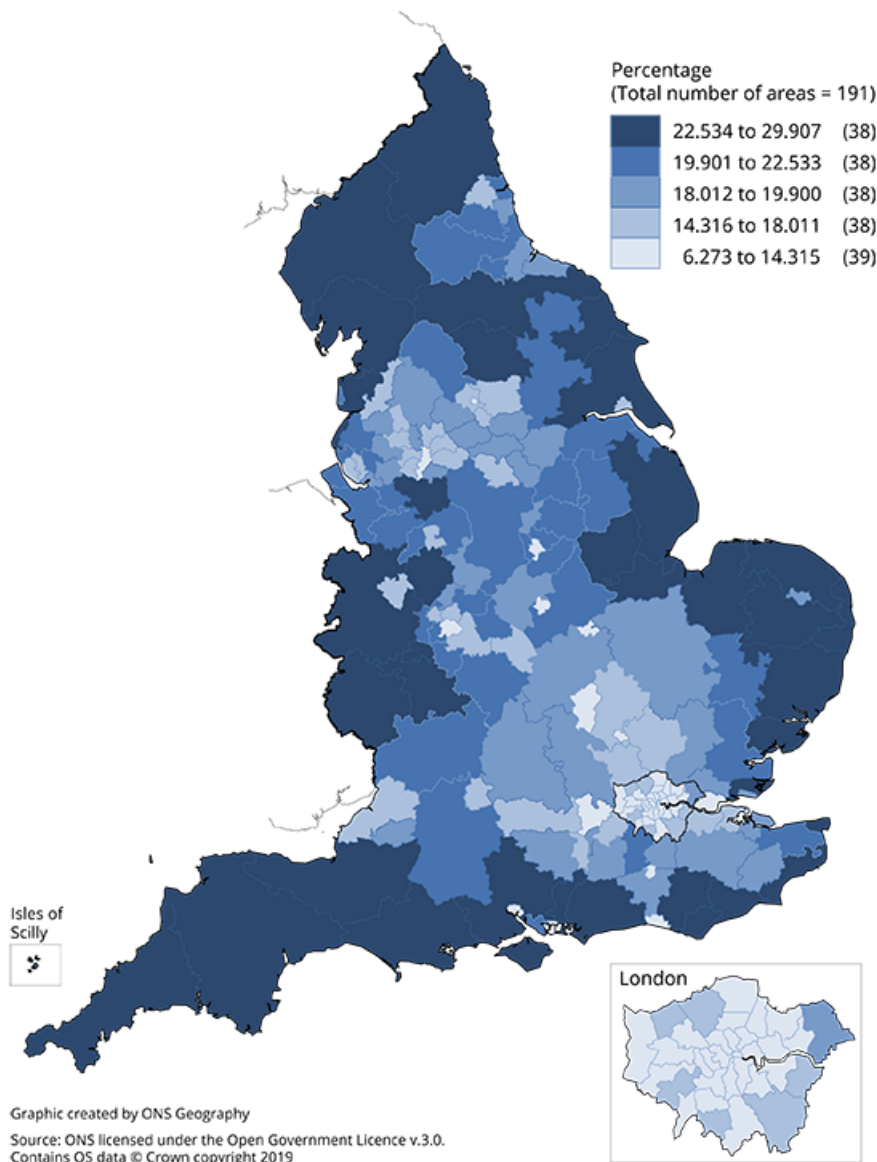 Percentage
(Total number of areas = 191)
22.534 to 29.907 (38)
19.901 to 22.533 (38)
18.012 to 19.900 (38)
14.316 to 18.011 (38)
6.273 to 14.315 (39)
Isles of
Scilly
London
Graphic created by ONS Geography
Source: ONS licensed under the Open Government Licence v.3.0.
Contains OS data © Crown copyright 2019